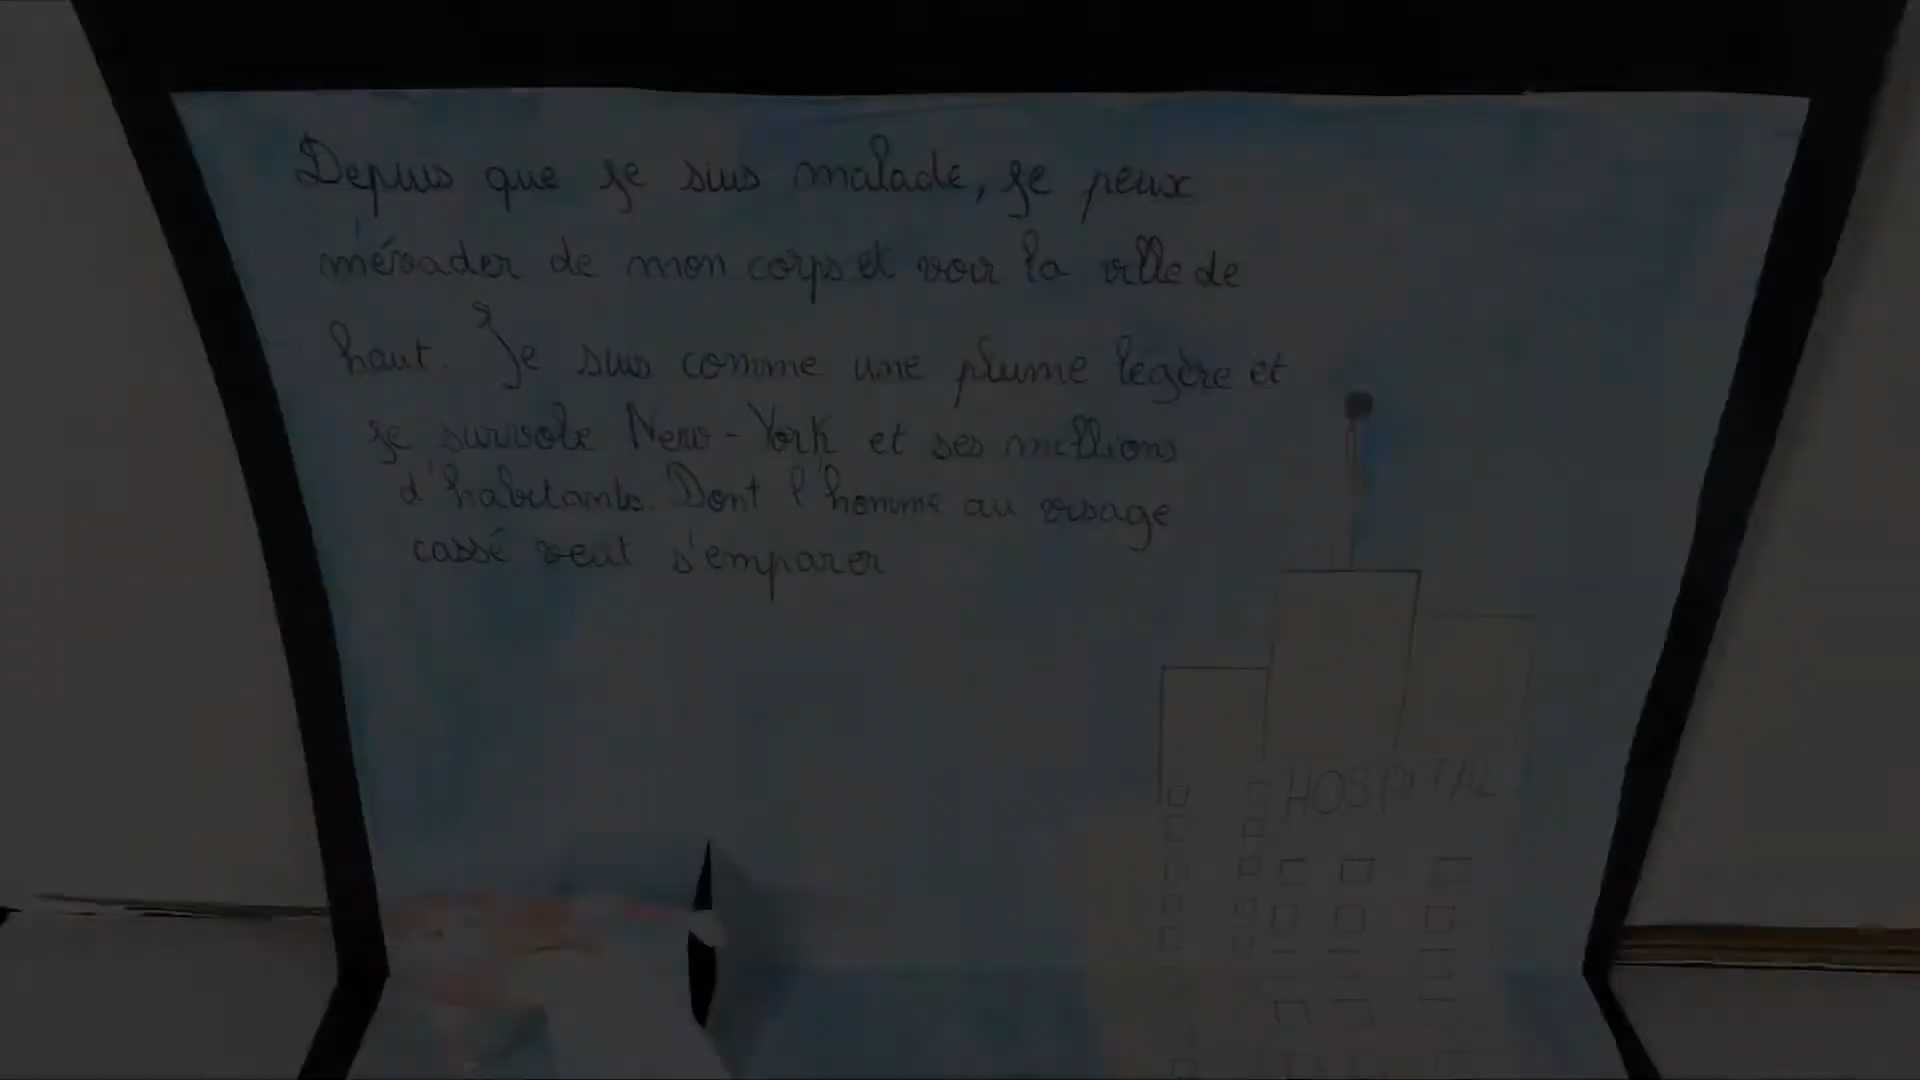 Depuis que je suis malade, je peux
m'évader de mon corps et voir la ville de
haut. Je suis comme une plume legère et
je survole New-York et ses millions
d'habitants. Dont l'homme au visage
cassé veut s'emparer
HOSPITAL